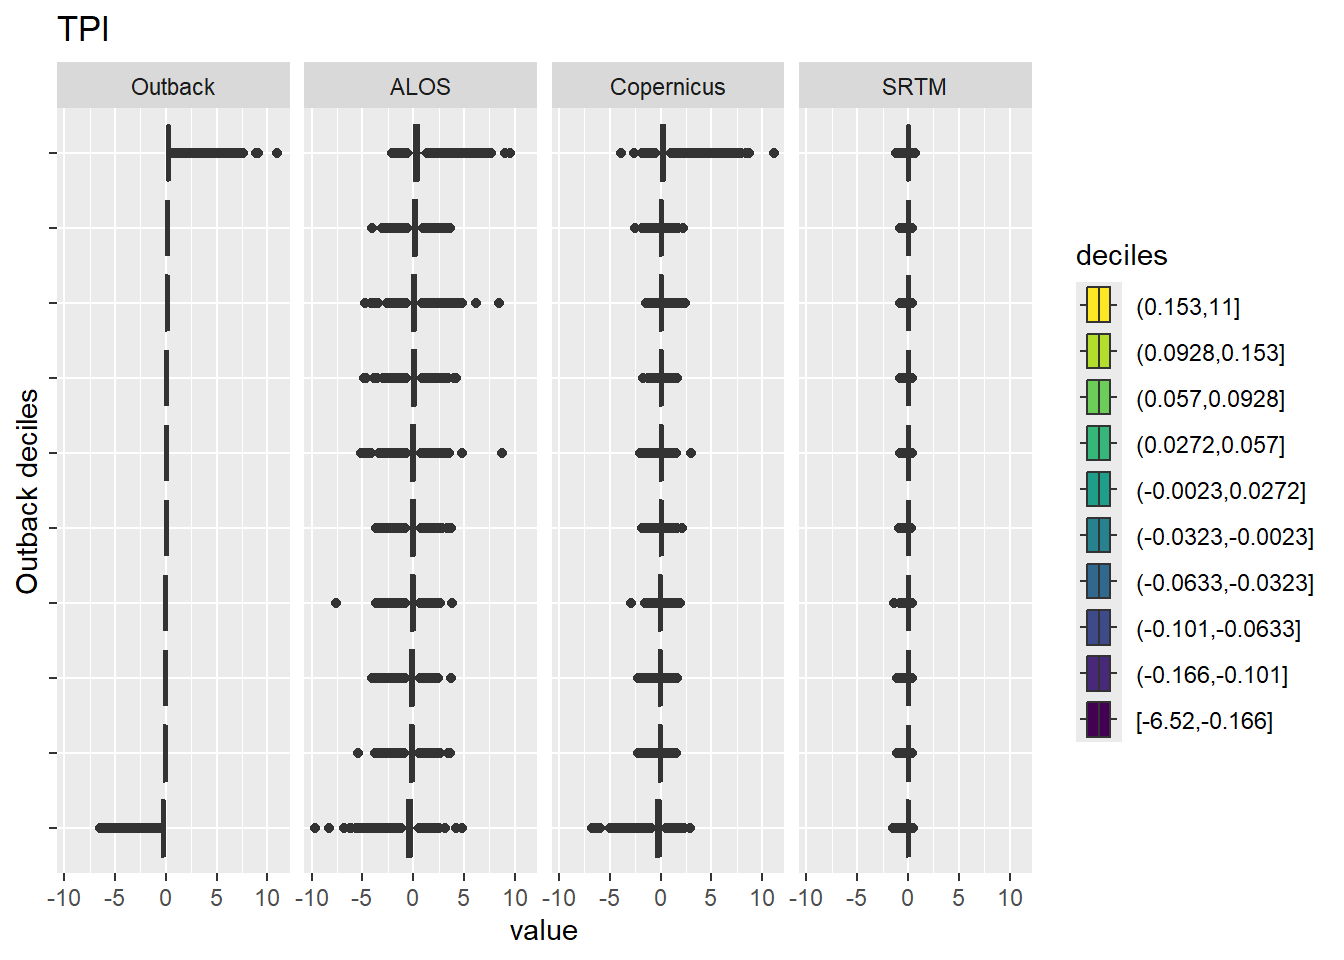 TPI
Outback ALOS Copernicus SRTM
Outback deciles
-10 -5 0 5 10 -10 -5 0 5 10 -10 -5 0 5 10 -10 -5 0 5 10
value
deciles
(0.153,11]
(0.0928,0.153]
(0.057,0.0928]
(0.0272,0.057]
(-0.0023,0.0272]
(-0.0323,-0.0023]
(-0.0633,-0.0323]
(-0.101,-0.0633]
(-0.166,-0.101]
[-6.52,-0.166]